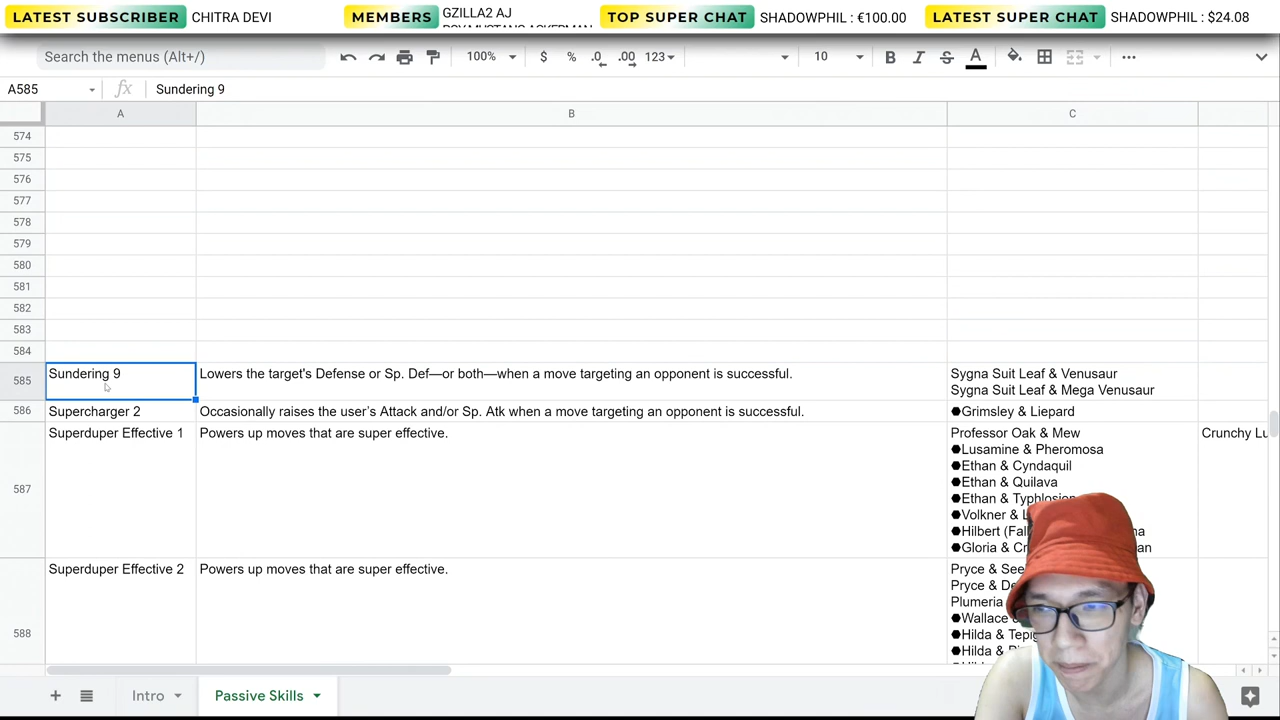 LATEST SUBSCRIBER CHITRA DEVI MEMBERS GZILLA2 AJ TOP SUPER CHAT SHADOWPHIL : €100.00 LATEST SUPER CHAT SHADOWPHIL : $24.08
Search the menus (Alt+/) 100% $ % .0 .00 123 10 B I S A
A585 fx Sundering 9
A B C
574
575
576
577
578
579
580
581
582
583
584
585 Sundering 9 Lowers the target's Defense or Sp. Def—or both—when a move targeting an opponent is successful. Sygna Suit Leaf & Venusaur
Sygna Suit Leaf & Mega Venusaur
586 Supercharger 2 Occasionally raises the user's Attack and/or Sp. Atk when a move targeting an opponent is successful. ⬣Grimsley & Liepard
587 Superduper Effective 1 Powers up moves that are super effective. Professor Oak & Mew Crunchy Lu
⬣Lusamine & Pheromosa
⬣Ethan & Cyndaquil
⬣Ethan & Quilava
⬣Ethan & Typhlosion
⬣Volkner &
⬣Hilbert (Fal na
⬣Gloria & Cr an
588 Superduper Effective 2 Powers up moves that are super effective. Pryce & See
Pryce & De
Plumeria
⬣Wallace
⬣Hilda & Tepig
⬣Hilda &
Intro Passive Skills